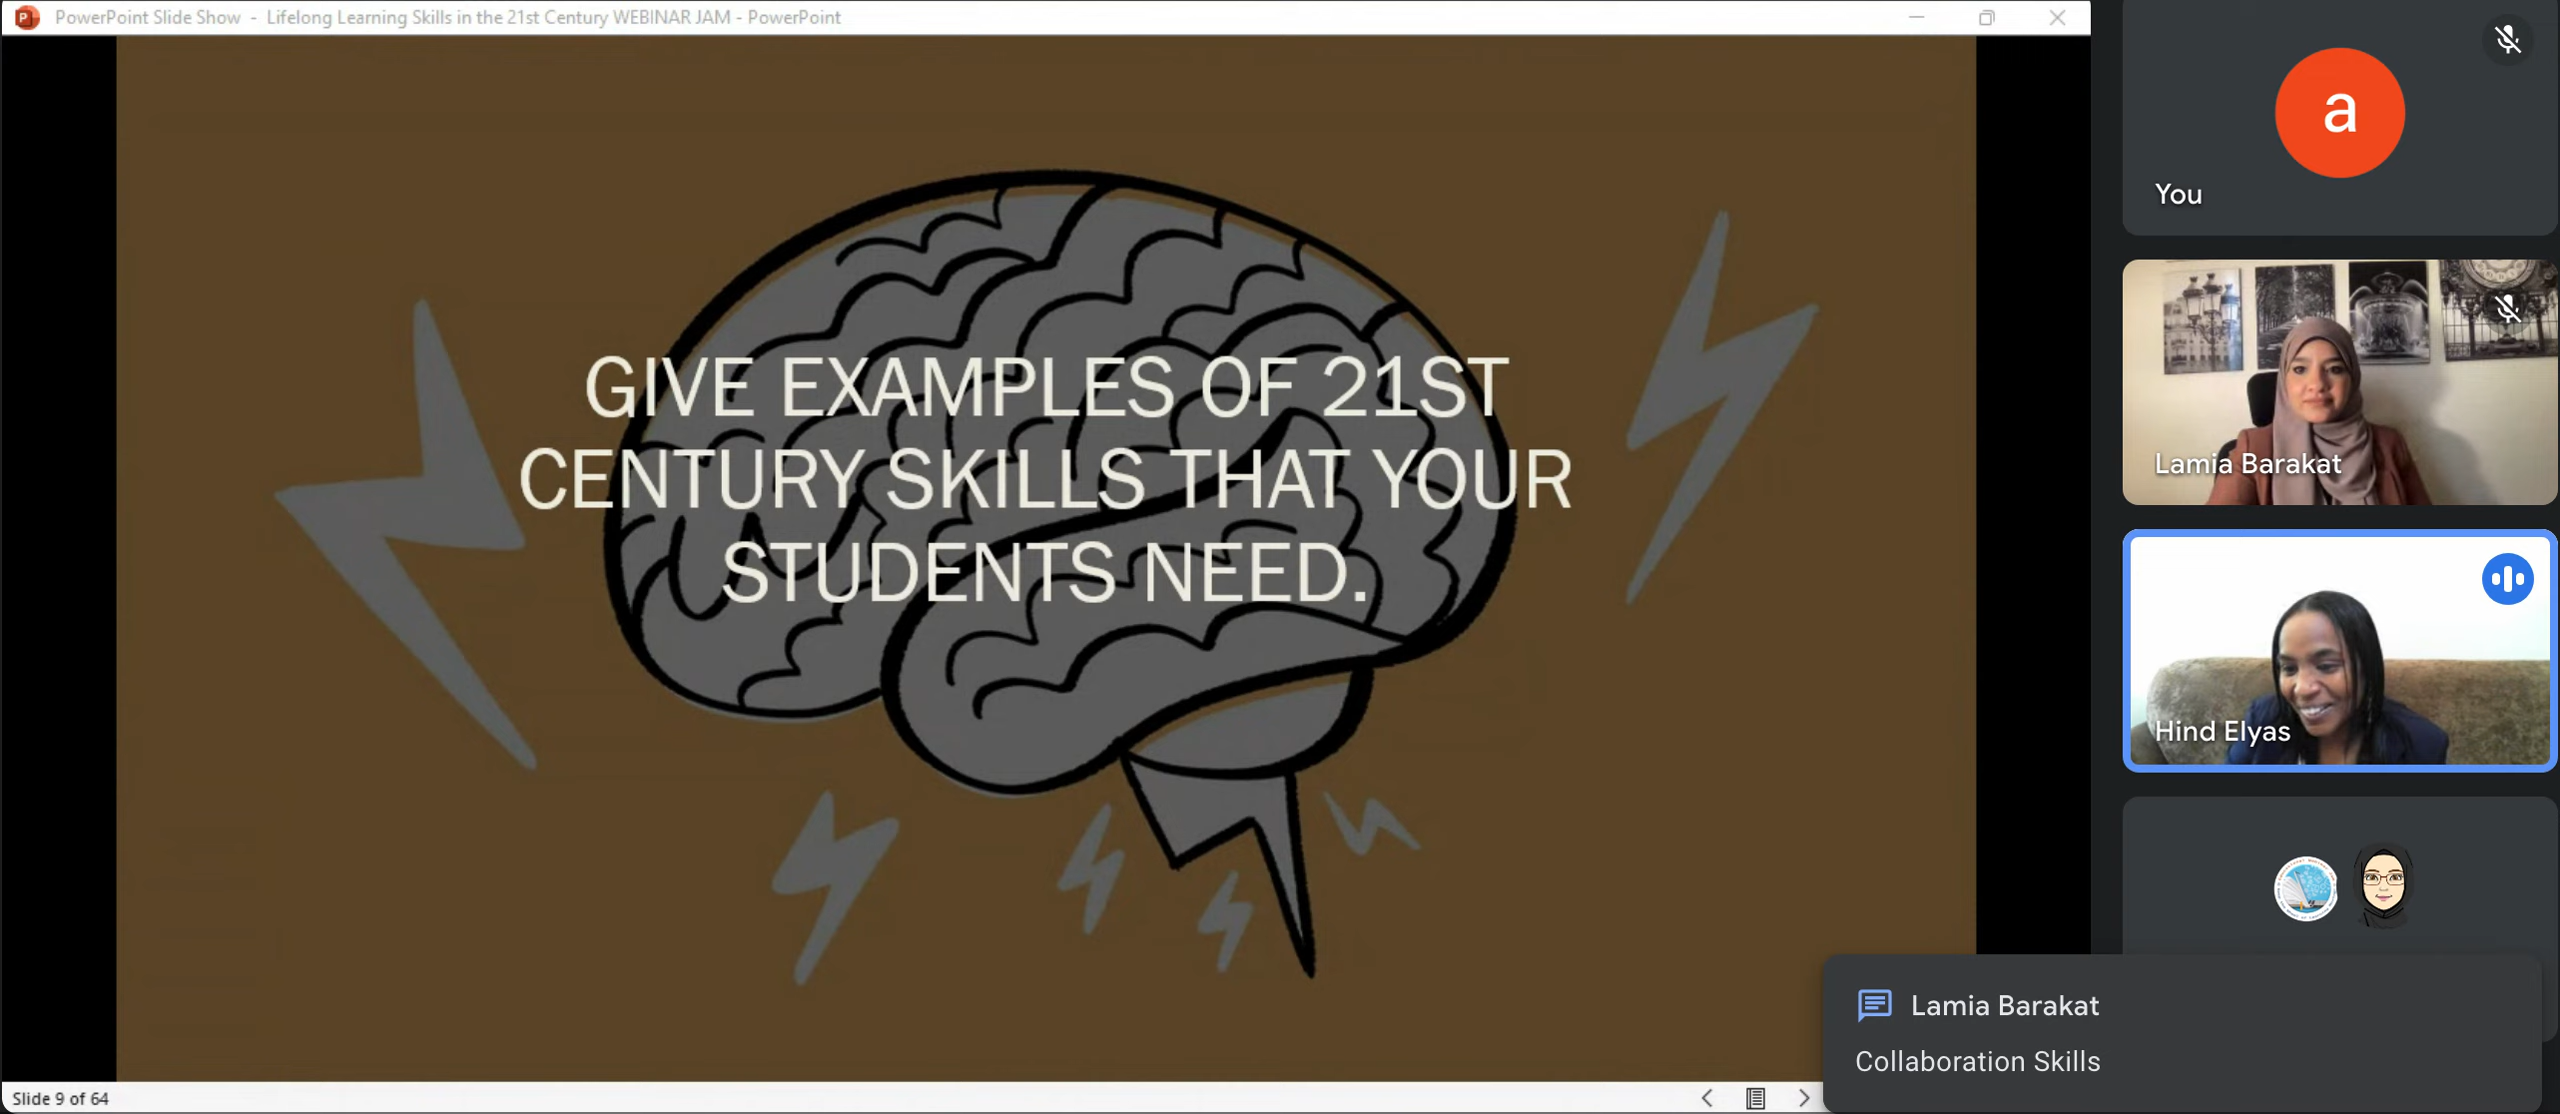 PowerPoint Slide Show - Lifelong Learning Skills in the 21st Century WEBINAR JAM - PowerPoint
GIVE EXAMPLES OF 21ST
CENTURY SKILLS THAT YOUR
STUDENTS NEED.
Slide 9 of 64
a
You
Lamia Barakat
Hind Elyas
Lamia Barakat
Collaboration Skills